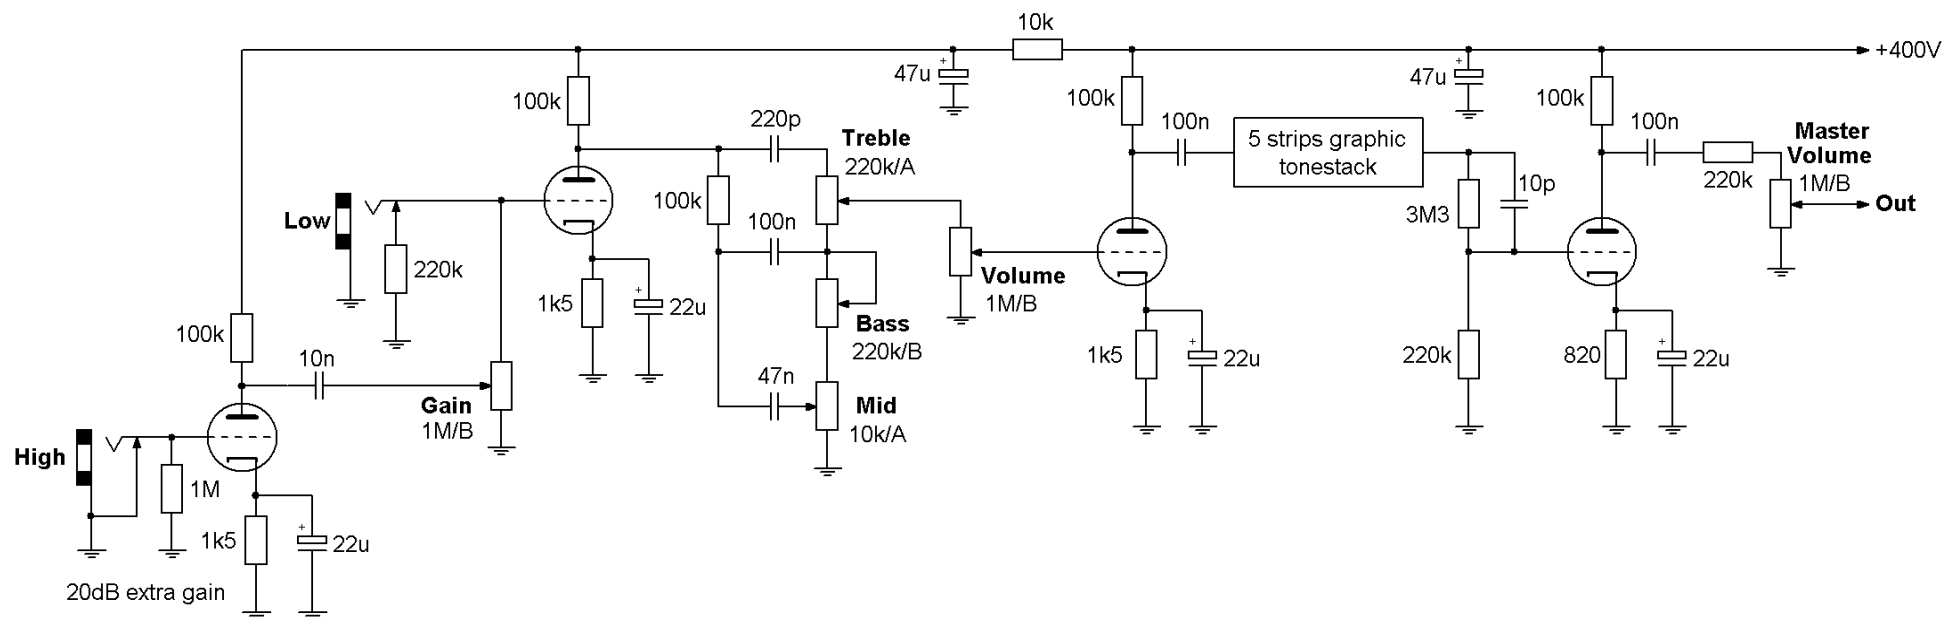 10k
+400V
47u
+
47u
+
100k
100k
100k
220p
100n
100n
Treble
220k/A
5 strips graphic
tonestack
Master
Volume
1M/B
220k
10p
Out
Low
100k
3M3
100n
220k
Volume
1M/B
1k5
+
22u
Bass
220k/B
100k
10n
1k5
+
22u
220k
820
+
22u
47n
Gain
1M/B
Mid
10k/A
High
1M
1k5
+
22u
20dB extra gain